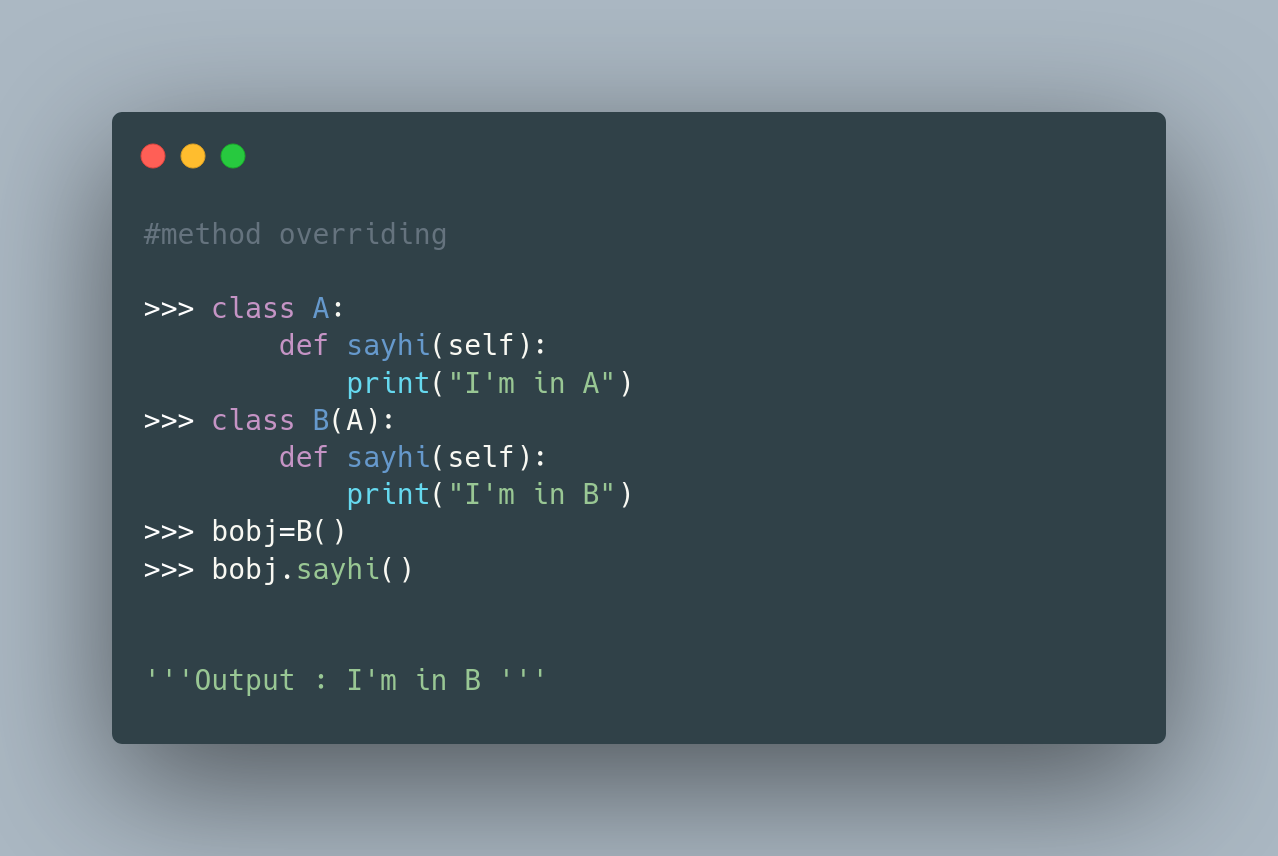 #method overriding
>>> class A:
        def sayhi(self):
            print("I'm in A")
>>> class B(A):
        def sayhi(self):
            print("I'm in B")
>>> bobj=B()
>>> bobj.sayhi()
'''Output : I'm in B '''